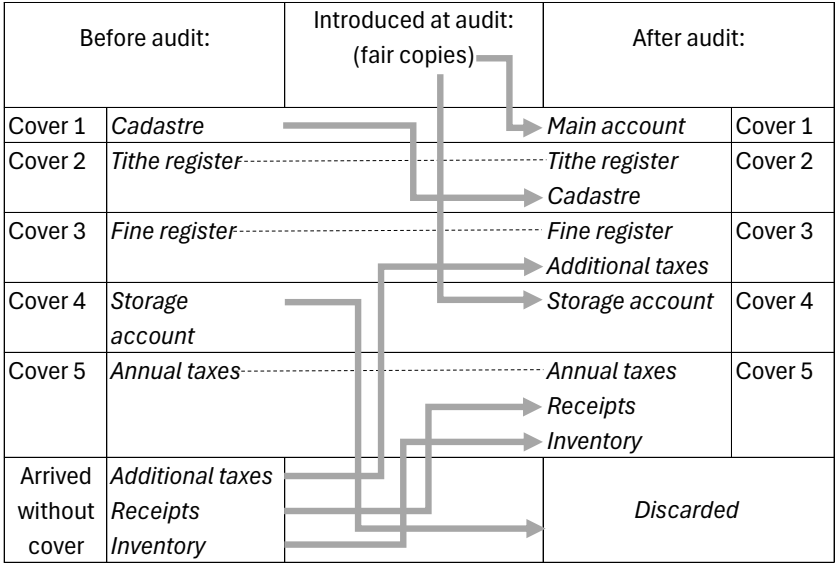 Before audit:
Introduced at audit:
(fair copies)
After audit:
Cover 1 Cadastre Main account Cover 1
Cover 2 Tithe register Tithe register Cover 2
Cadastre
Cover 3 Fine register Fine register Cover 3
Additional taxes
Cover 4 Storage Storage account Cover 4
account
Cover 5 Annual taxes Annual taxes Cover 5
Receipts
Inventory
Arrived Additional taxes
without Receipts Discarded
cover Inventory